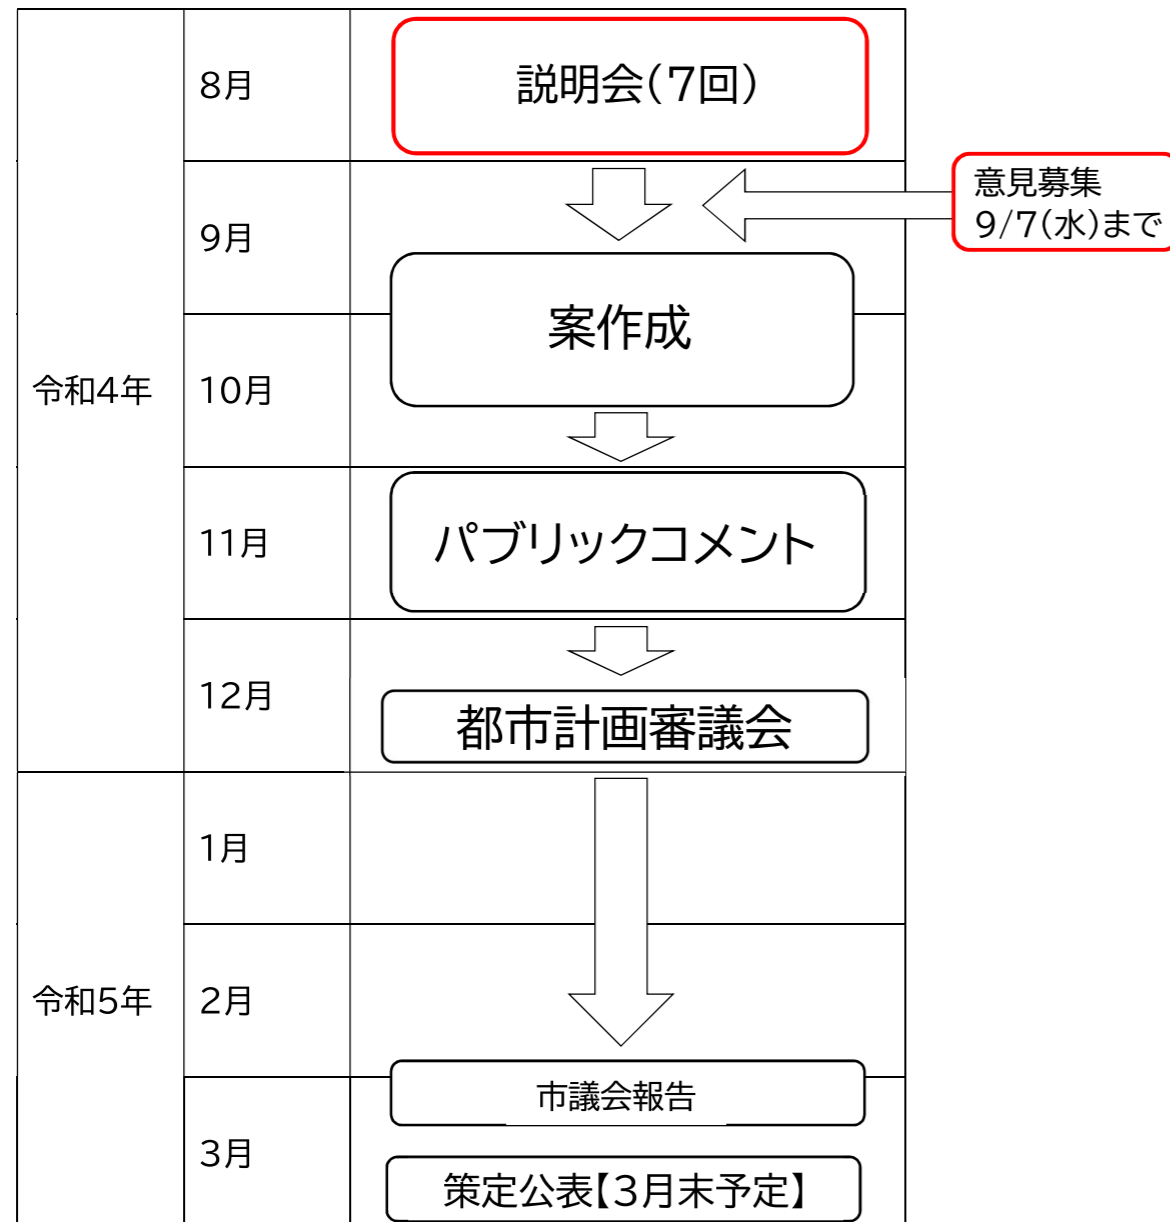 8月
説明会(7回)
意見募集
9/7(水)まで
9月
案作成
令和4年
10月
11月
パブリックコメント
12月
都市計画審議会
1月
令和5年
2月
市議会報告
3月
策定公表【3月末予定】